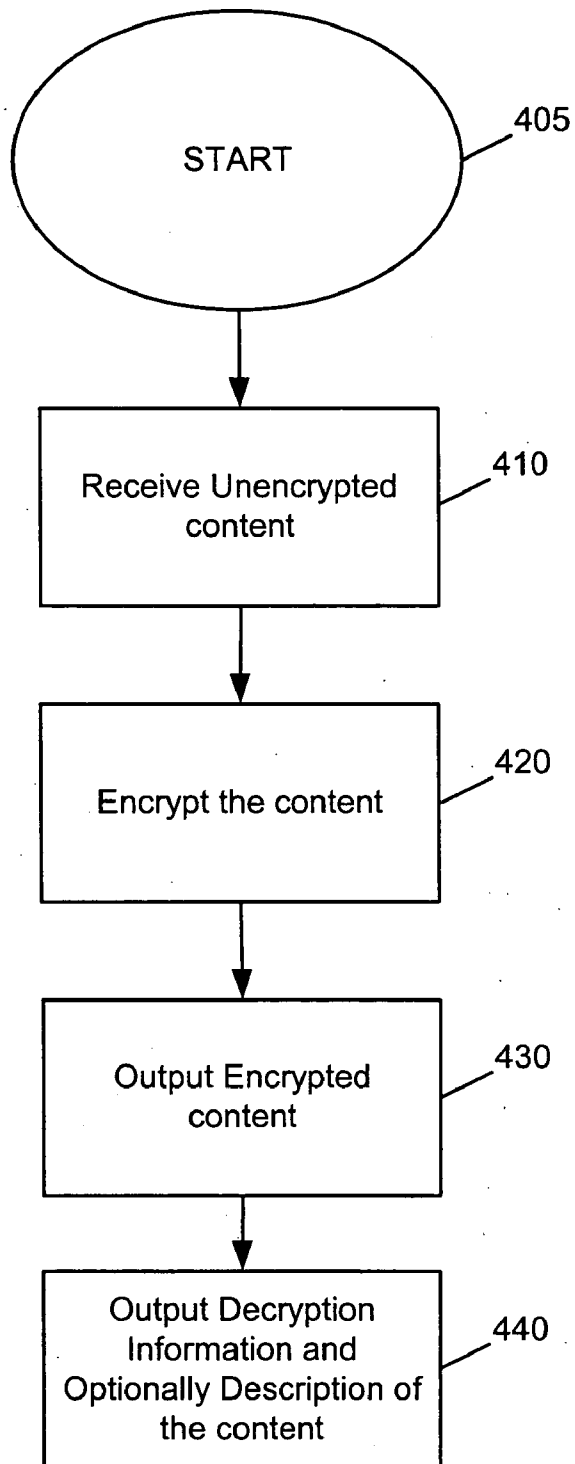 START
405
Receive Unencrypted
content
410
Encrypt the content
420
Output Encrypted
content
430
Output Decryption
Information and
Optionally Description of
the content
440